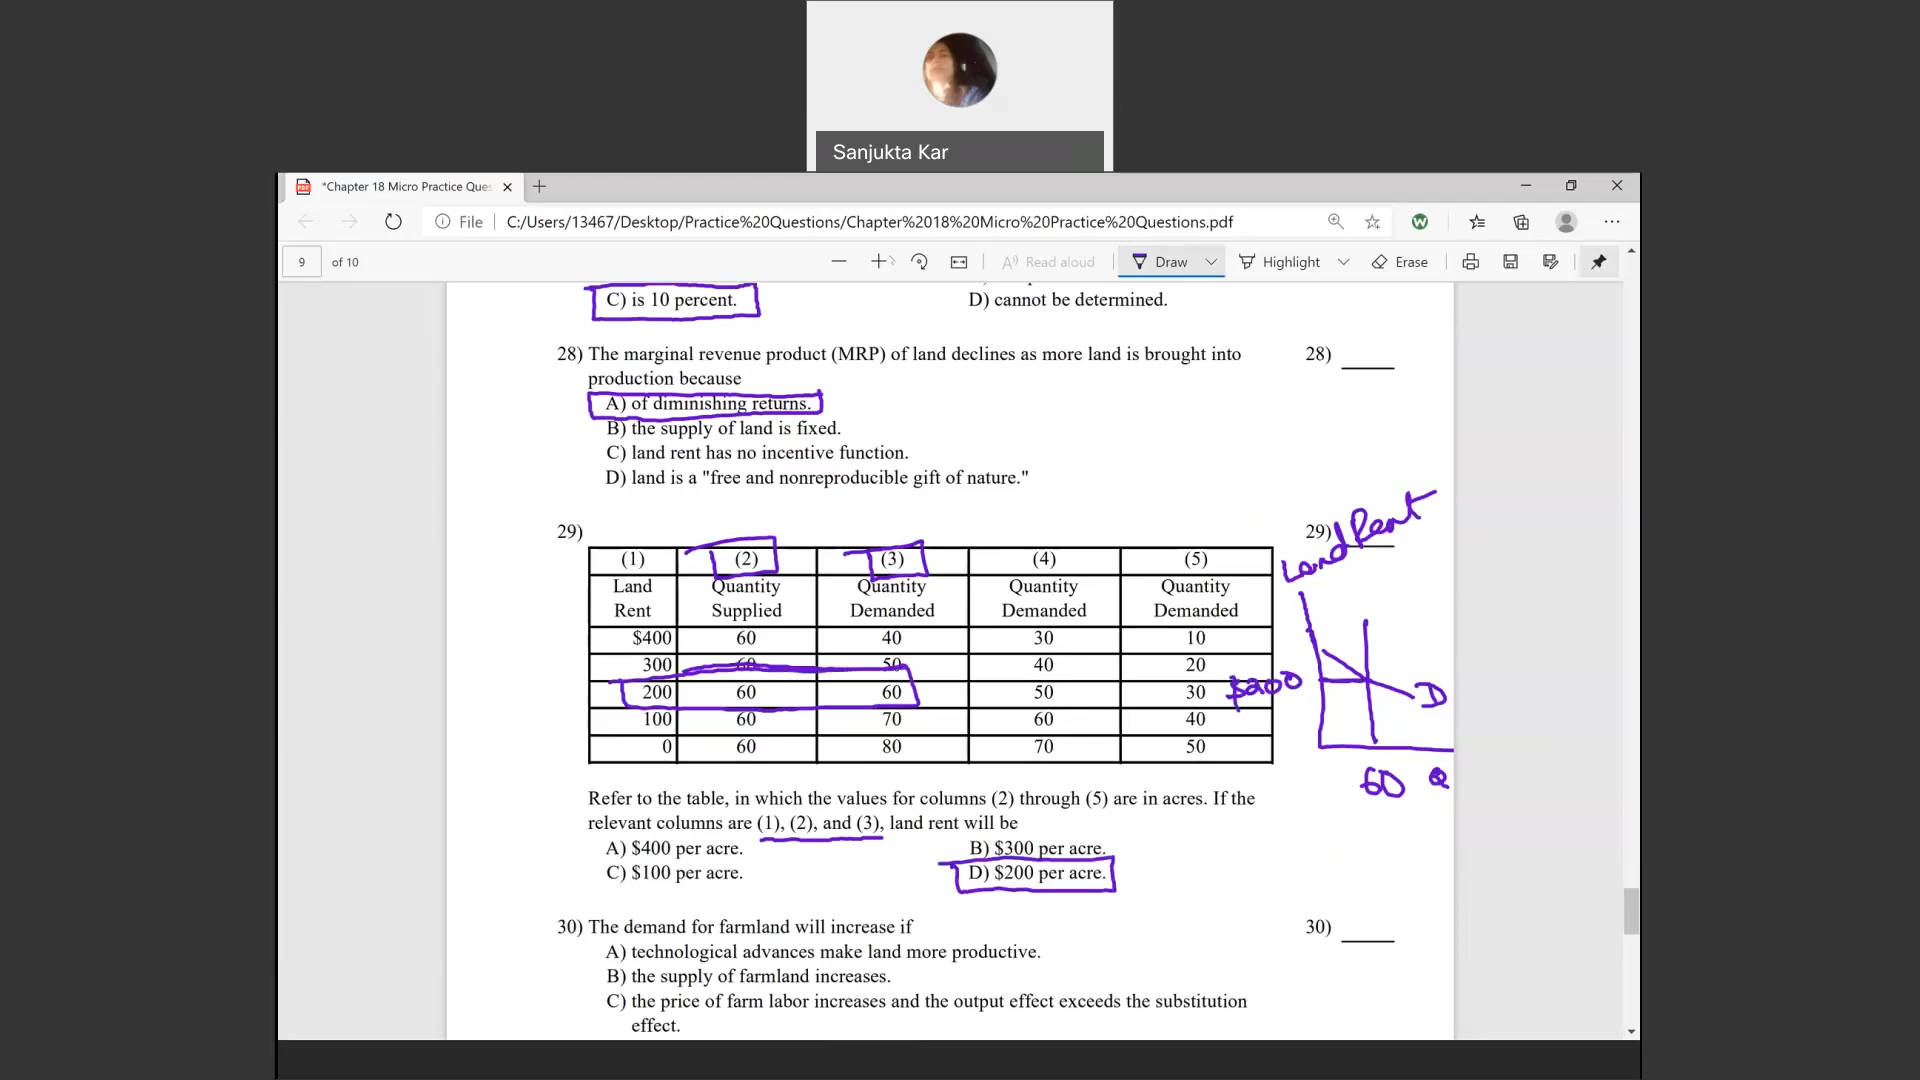 Sanjukta Kar
*Chapter 18 Micro Practice Ques
File C:/Users/13467/Desktop/Practice%20Questions/Chapter%2018%20Micro%20Practice%20Questions.pdf
9 of 10 Read aloud Draw Highlight Erase
C) is 10 percent. D) cannot be determined.
28) The marginal revenue product (MRP) of land declines as more land is brought into 28)
production because
A) of diminishing returns.
B) the supply of land is fixed.
C) land rent has no incentive function.
D) land is a "free and nonreproducible gift of nature."
29) 29)
Land Rent
(1) (2) (3) (4) (5)
Land Quantity Quantity Quantity Quantity
Rent Supplied Demanded Demanded Demanded
$400 60 40 30 10
300 60 50 40 20
200 60 60 50 30
$200 D
100 60 70 60 40
0 60 80 70 50
60 Q
Refer to the table, in which the values for columns (2) through (5) are in acres. If the
relevant columns are (1), (2), and (3), land rent will be
A) $400 per acre. B) $300 per acre.
C) $100 per acre. D) $200 per acre.
30) The demand for farmland will increase if 30)
A) technological advances make land more productive.
B) the supply of farmland increases.
C) the price of farm labor increases and the output effect exceeds the substitution
effect.